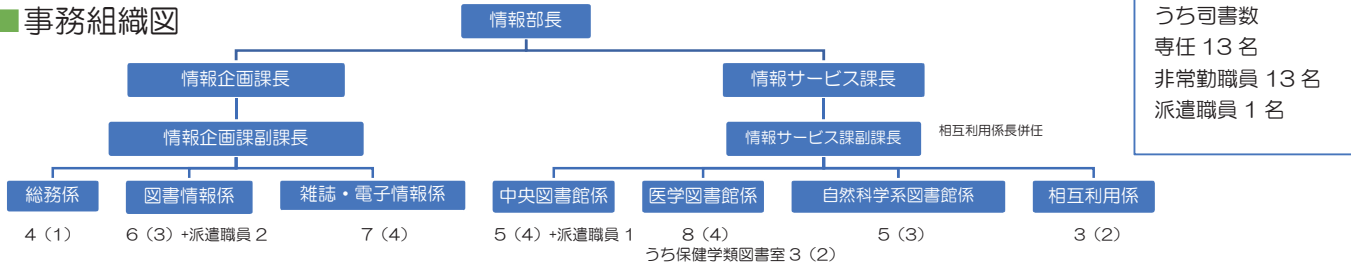 ■事務組織図
情報部長
うち司書数
専任 13 名
非常勤職員 13 名
派遣職員 1 名
情報企画課長
情報サービス課長
情報企画課副課長
情報サービス課副課長
相互利用係長併任
総務係
図書情報係
雑誌・電子情報係
中央図書館係
医学図書館係
自然科学系図書館係
相互利用係
4（1）
6（3）+派遣職員 2
7（4）
5（4）+派遣職員 1
8（4）
5（3）
3（2）
うち保健学類図書室 3（2）